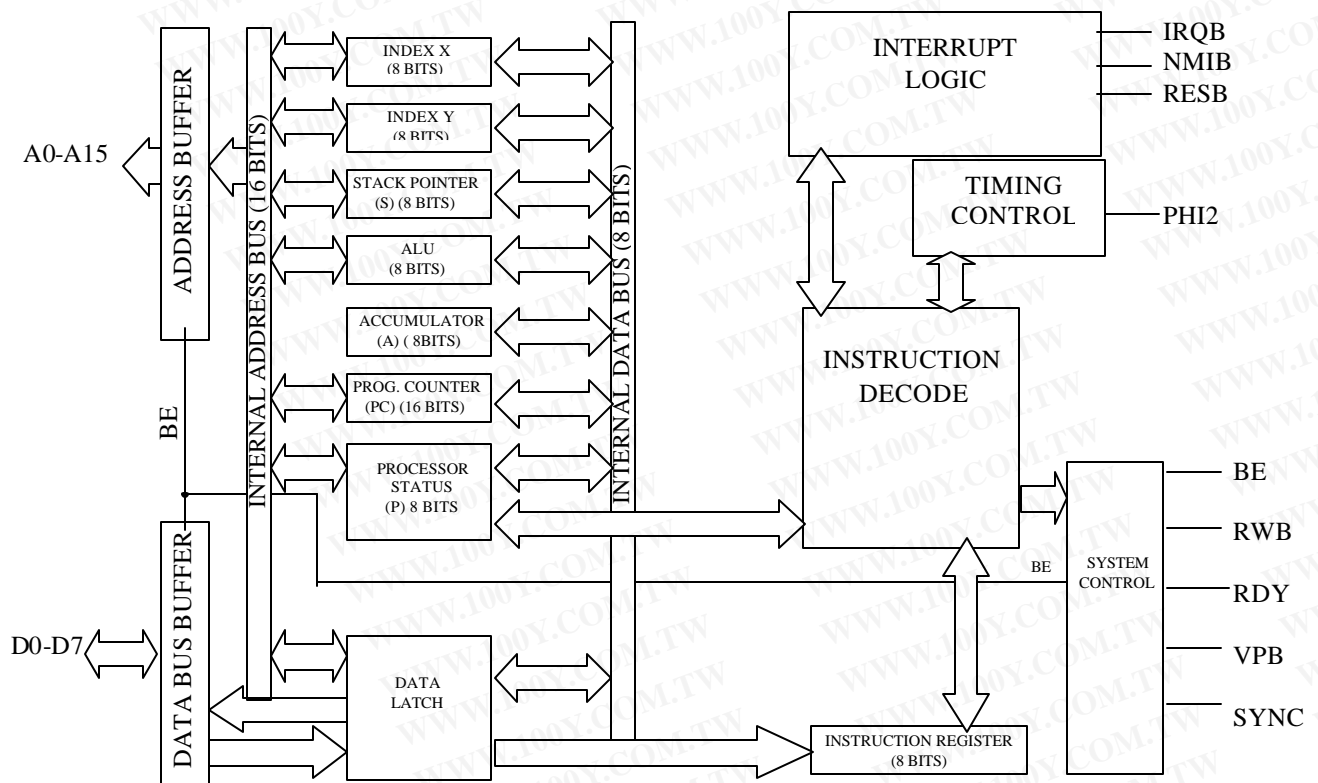 A0-A15
ADDRESS BUFFER
INTERNAL ADDRESS BUS (16 BITS)
INDEX X
(8 BITS)
INDEX Y
(8 BITS)
STACK POINTER
(S) (8 BITS)
ALU
(8 BITS)
ACCUMULATOR
(A) ( 8BITS)
PROG. COUNTER
(PC) (16 BITS)
PROCESSOR
STATUS
(P) 8 BITS
INTERNAL DATA BUS (8 BITS)
INTERRUPT
LOGIC
IRQB
NMIB
RESB
TIMING
CONTROL
PHI2
INSTRUCTION
DECODE
BE
D0-D7
DATA BUS BUFFER
DATA
LATCH
BE
SYSTEM
CONTROL
BE
RWB
RDY
VPB
SYNC
INSTRUCTION REGISTER
(8 BITS)
WWW.100Y.COM.TW